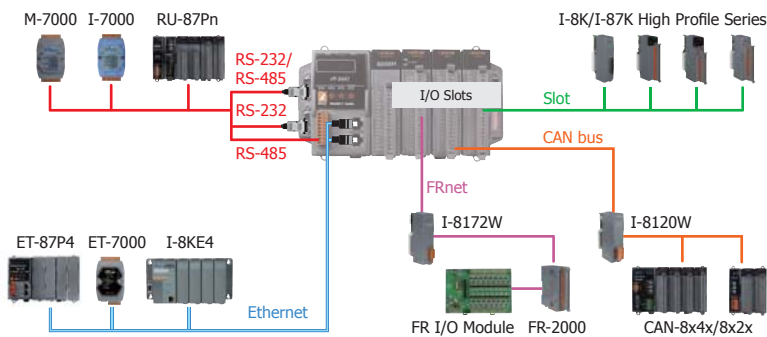 M-7000 I-7000 RU-87Pn
I-8K/I-87K High Profile Series
RS-232/
RS-485
I/O Slots
Slot
RS-232
CAN bus
RS-485
FRnet
I-8172W
I-8120W
ET-87P4 ET-7000 I-8KE4
Ethernet
FR I/O Module FR-2000
CAN-8x4x/8x2x